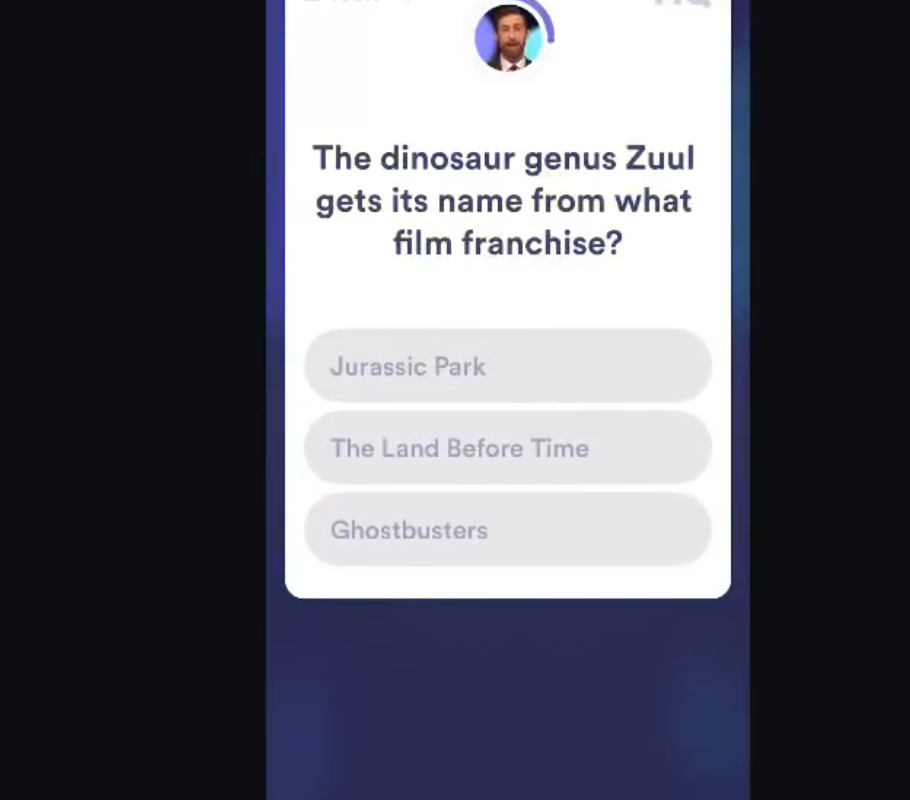 The dinosaur genus Zuul
gets its name from what
film franchise?
Jurassic Park
The Land Before Time
Ghostbusters